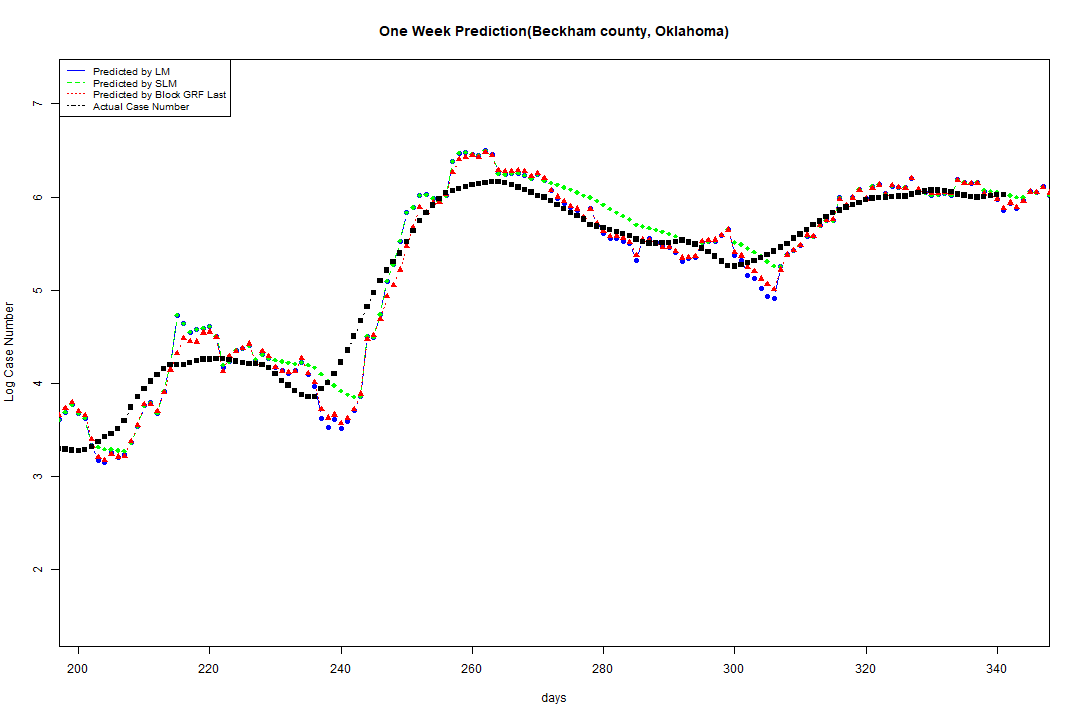 One Week Prediction(Beckham county, Oklahoma)
Predicted by LM
Predicted by SLM
Predicted by Block GRF Last
Actual Case Number
Log Case Number
7
6
5
4
3
2
200 220 240 260 280 300 320 340
days